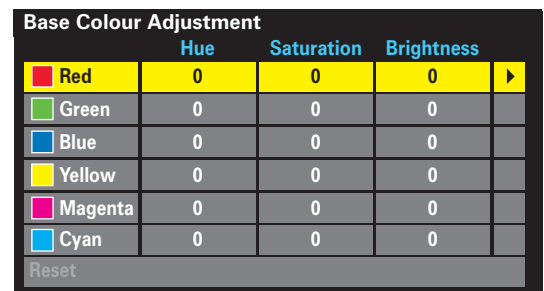 Base Colour Adjustment
Hue Saturation Brightness
Red 0 0 0
Green 0 0 0
Blue 0 0 0
Yellow 0 0 0
Magenta 0 0 0
Cyan 0 0 0
Reset